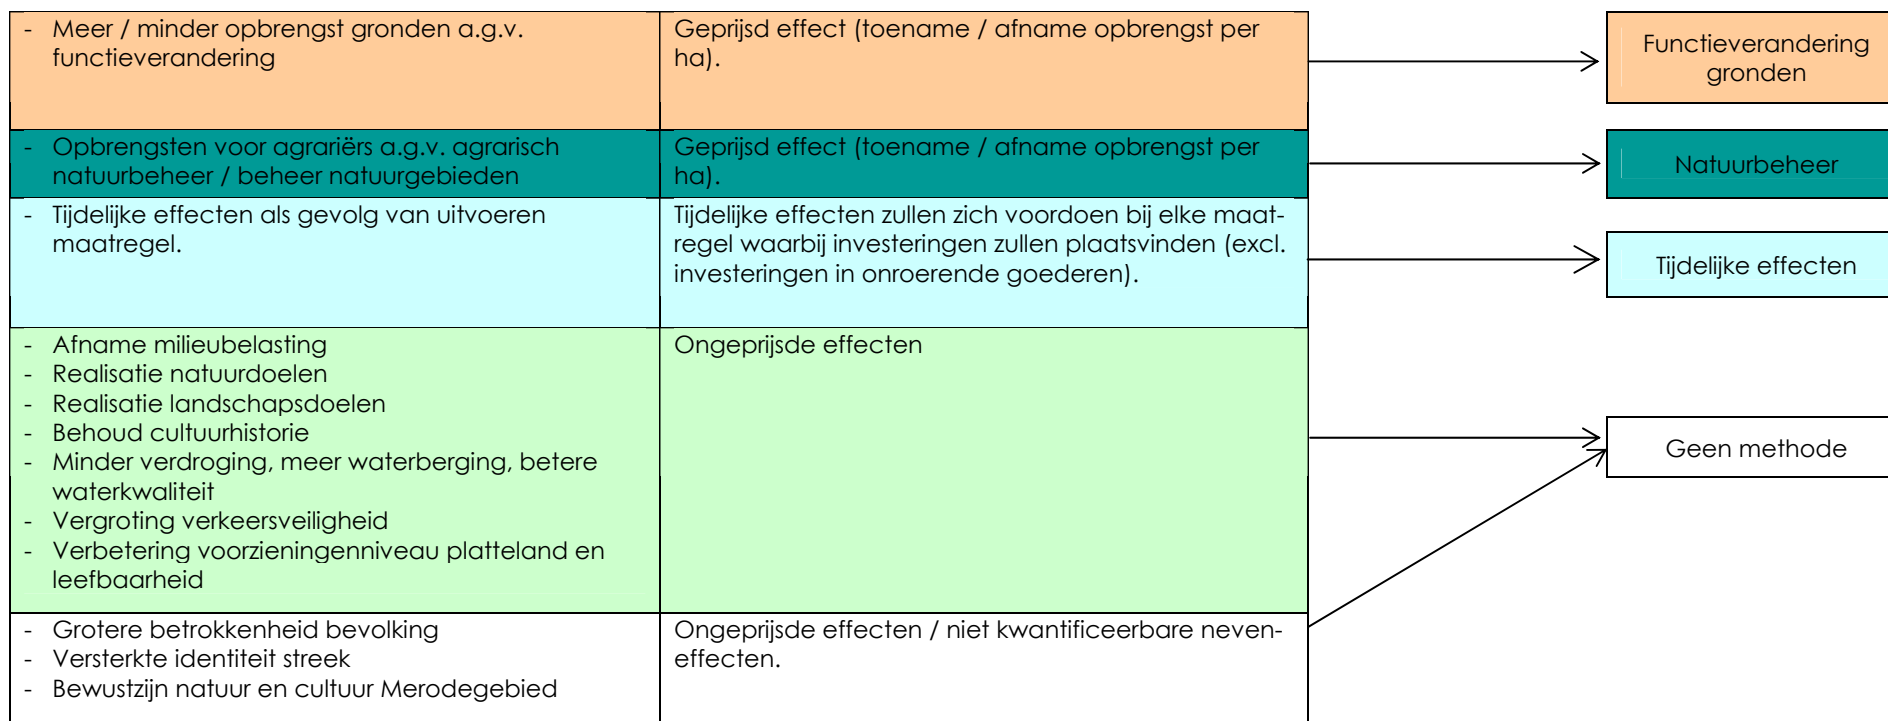 - Meer / minder opbrengst gronden a.g.v.
functieverandering
Geprijsd effect (toename / afname opbrengst per
ha).
Functieverandering
gronden
- Opbrengsten voor agrariërs a.g.v. agrarisch
natuurbeheer / beheer natuurgebieden
Geprijsd effect (toename / afname opbrengst per
ha).
Natuurbeheer
- Tijdelijke effecten als gevolg van uitvoeren
maatregel.
Tijdelijke effecten zullen zich voordoen bij elke maat-
regel waarbij investeringen zullen plaatsvinden (excl.
investeringen in onroerende goederen).
Tijdelijke effecten
- Afname milieubelasting
- Realisatie natuurdoelen
- Realisatie landschapsdoelen
- Behoud cultuurhistorie
- Minder verdroging, meer waterberging, betere
waterkwaliteit
- Vergroting verkeersveiligheid
- Verbetering voorzieningenniveau platteland en
leefbaarheid
Ongeprijsde effecten
Geen methode
- Grotere betrokkenheid bevolking
- Versterkte identiteit streek
- Bewustzijn natuur en cultuur Merodegebied
Ongeprijsde effecten / niet kwantificeerbare neven-
effecten.